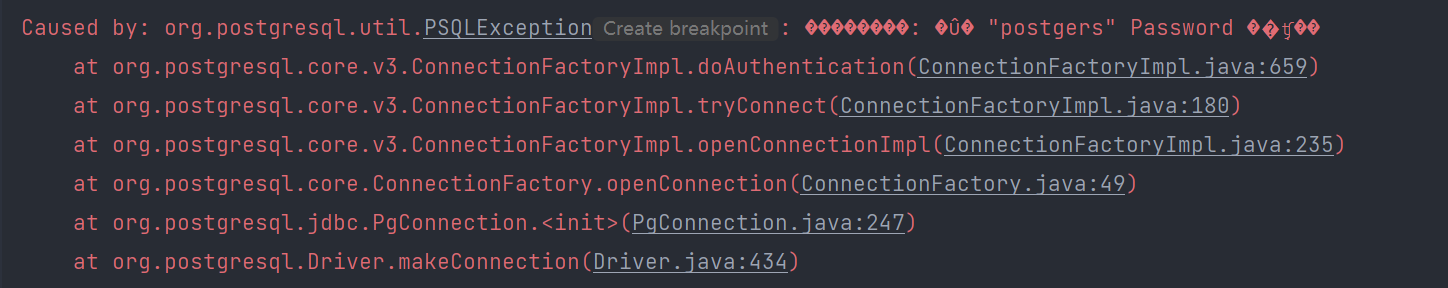 Caused by: org.postgresql.util.PSQLException Create breakpoint : ����������: �Û� "postgers" Password ��ʧ��
at org.postgresql.core.v3.ConnectionFactoryImpl.doAuthentication(ConnectionFactoryImpl.java:659)
at org.postgresql.core.v3.ConnectionFactoryImpl.tryConnect(ConnectionFactoryImpl.java:180)
at org.postgresql.core.v3.ConnectionFactoryImpl.openConnectionImpl(ConnectionFactoryImpl.java:235)
at org.postgresql.core.ConnectionFactory.openConnection(ConnectionFactory.java:49)
at org.postgresql.jdbc.PgConnection.<init>(PgConnection.java:247)
at org.postgresql.Driver.makeConnection(Driver.java:434)